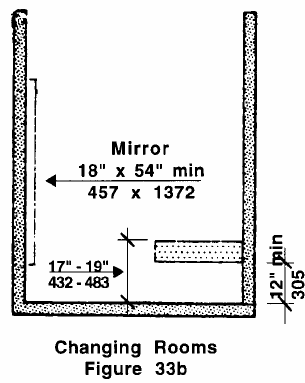 Mirror
18" x 54" min
457 x 1372
17" - 19"
432 - 483
12" min
305
Changing Rooms
Figure 33b